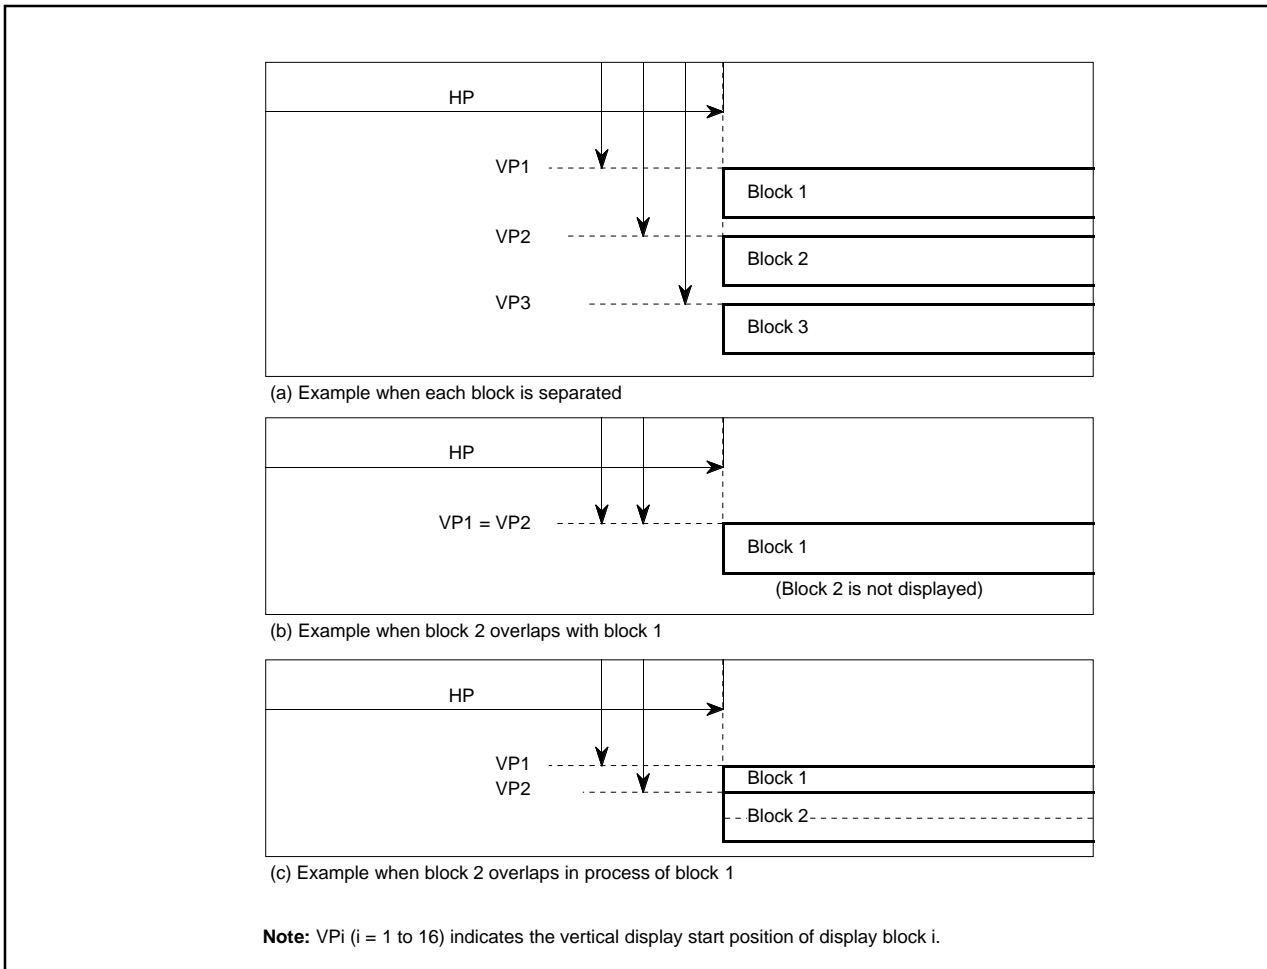 HP
VP1
Block 1
VP2
Block 2
VP3
Block 3
(a) Example when each block is separated
HP
VP1 = VP2
Block 1
(Block 2 is not displayed)
(b) Example when block 2 overlaps with block 1
HP
VP1
Block 1
VP2
Block 2
(c) Example when block 2 overlaps in process of block 1
Note: VPi (i = 1 to 16) indicates the vertical display start position of display block i.